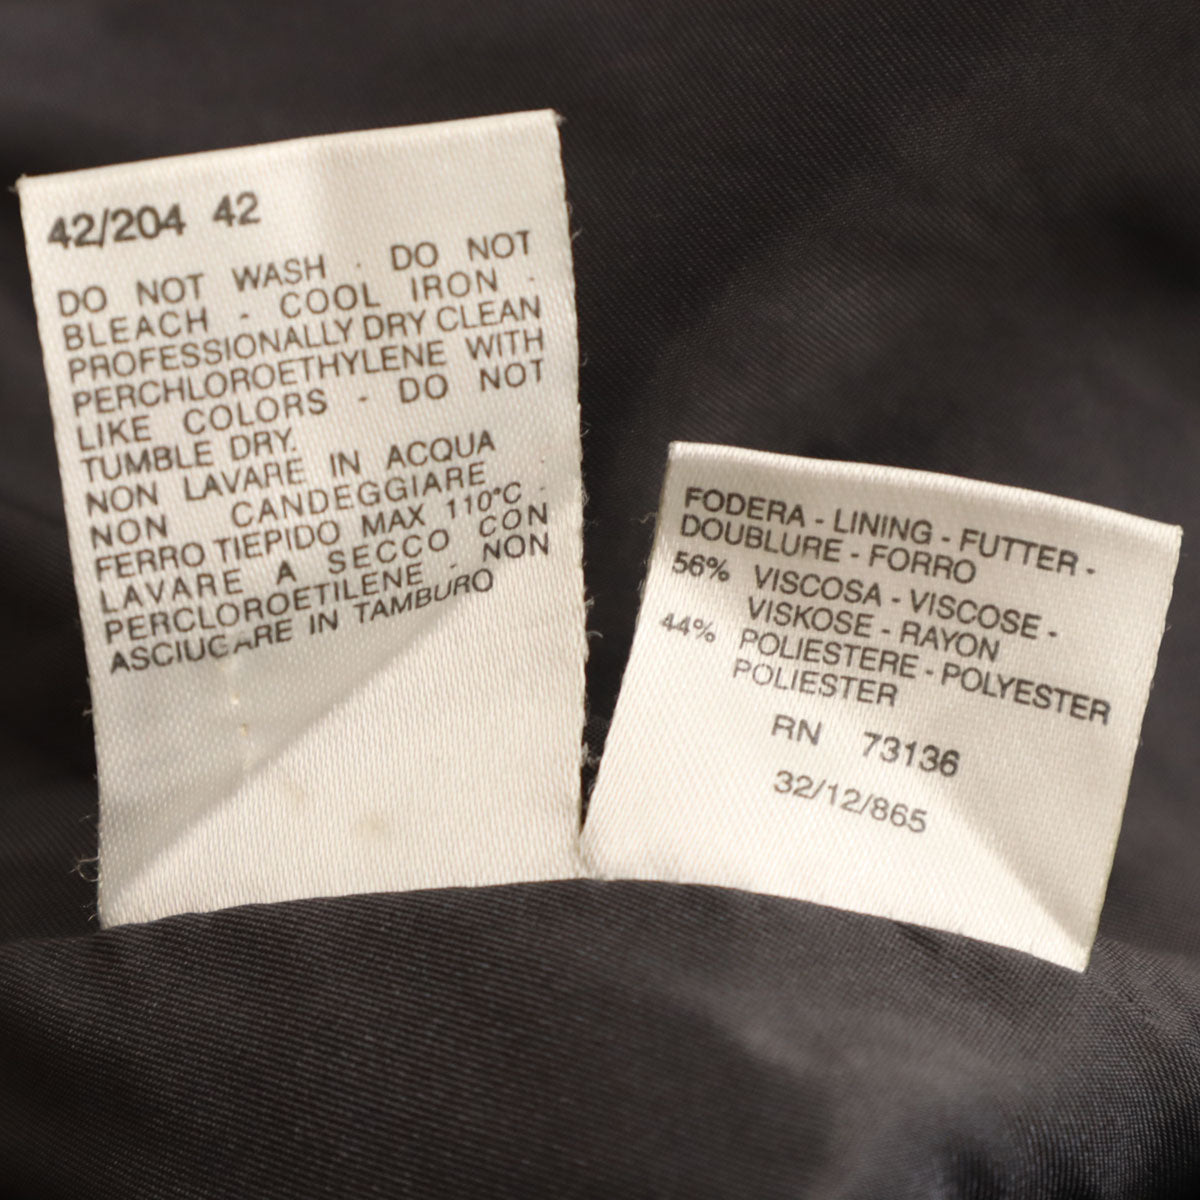 42/204 42
DO NOT WASH - DO NOT
BLEACH - COOL IRON -
PROFESSIONALLY DRY CLEAN
PERCHLOROETHYLENE WITH
LIKE COLORS - DO NOT
TUMBLE DRY.
NON LAVARE IN ACQUA
NON CANDEGGIARE -
FERRO TIEPIDO MAX 110°C -
LAVARE A SECCO CON
PERCLOROETILENE - NON
ASCIUGARE IN TAMBURO
FODERA - LINING - FUTTER -
DOUBLURE - FORRO
56% VISCOSA - VISCOSE -
VISKOSE - RAYON
44% POLIESTERE - POLYESTER
POLIESTER
RN 73136
32/12/865